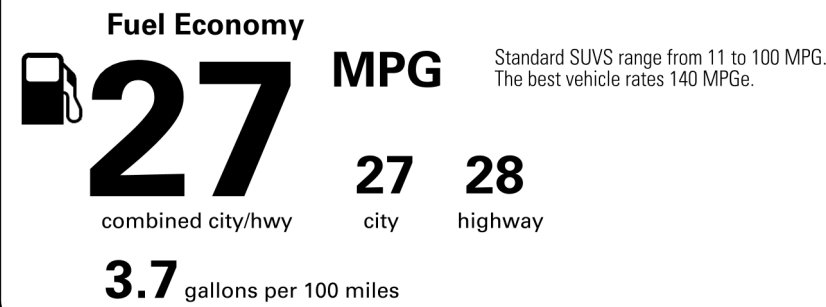 Fuel Economy
27 MPG
Standard SUVS range from 11 to 100 MPG.
The best vehicle rates 140 MPGe.
27 28
combined city/hwy city highway
3.7 gallons per 100 miles